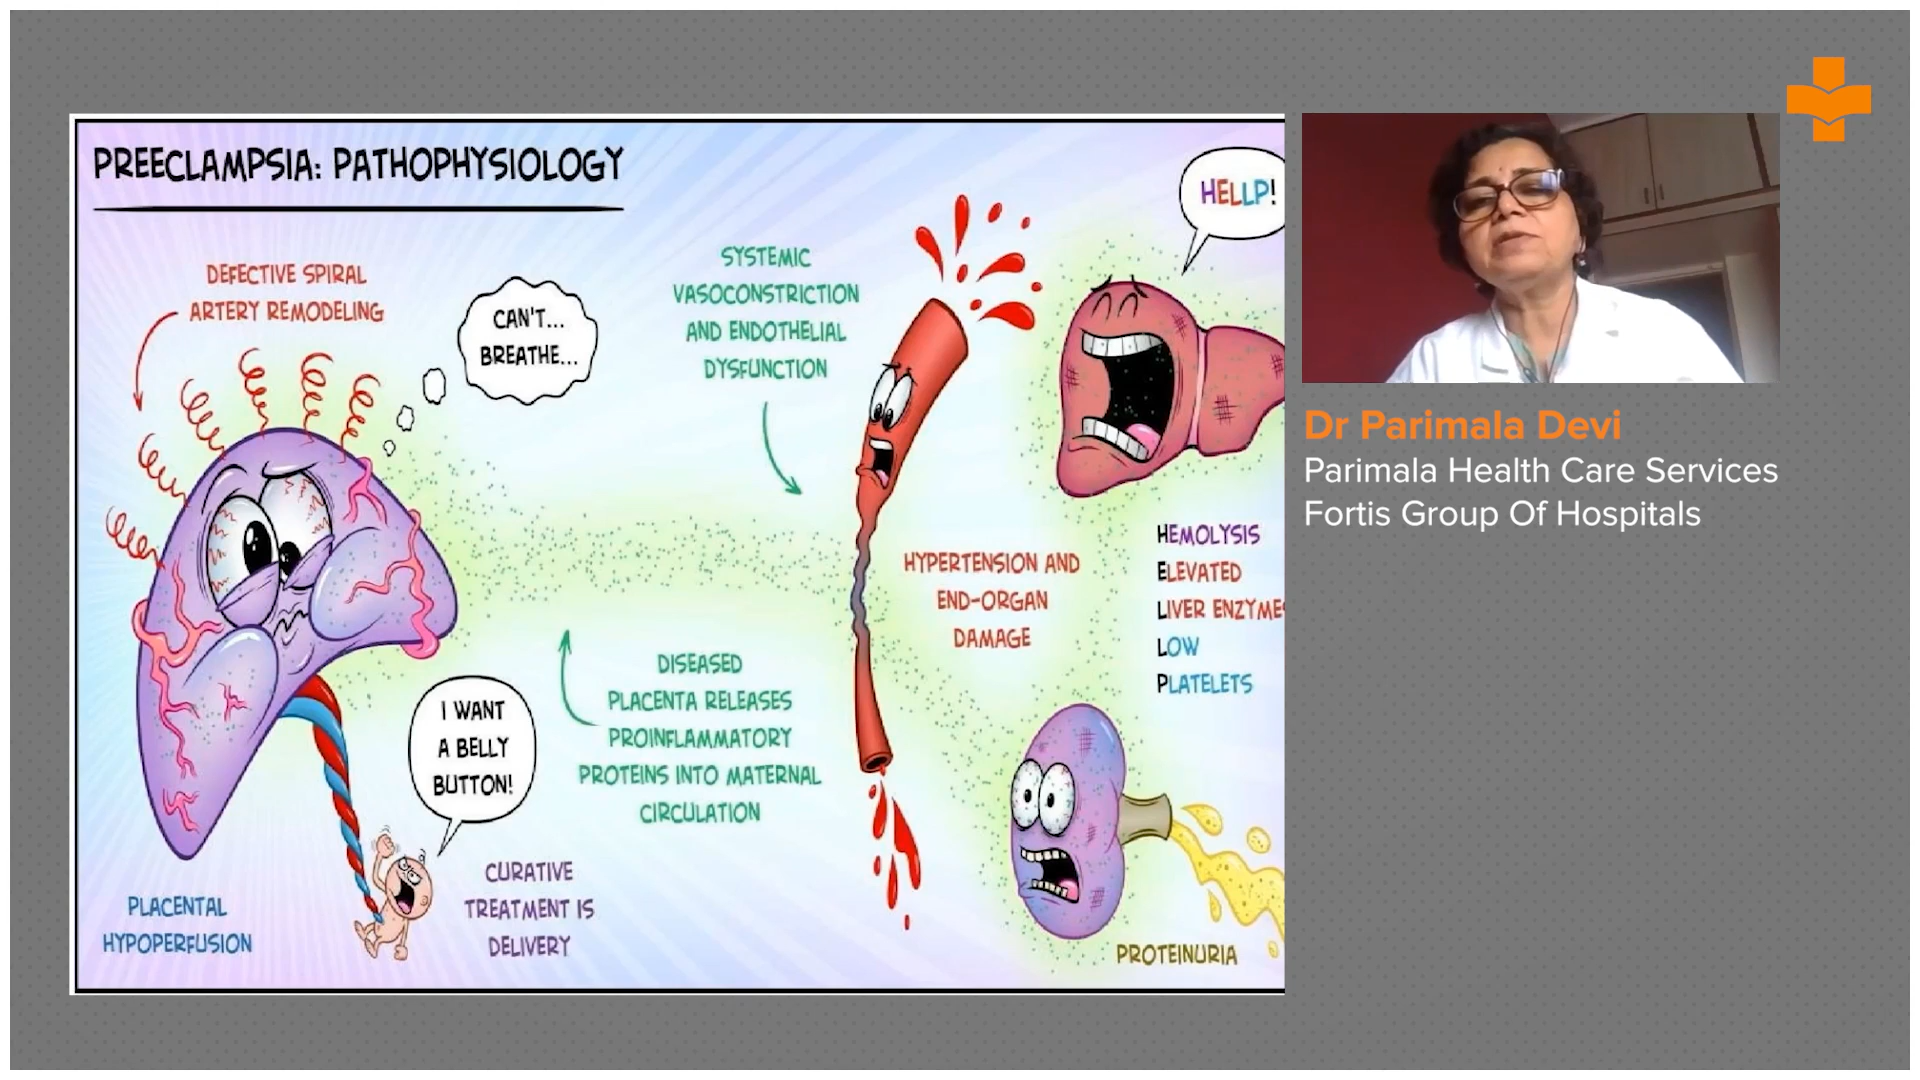 PREECLAMPSIA: PATHOPHYSIOLOGY
DEFECTIVE SPIRAL
ARTERY REMODELING
CAN'T...
BREATHE...
SYSTEMIC
VASOCONSTRICTION
AND ENDOTHELIAL
DYSFUNCTION
HELLP!
HYPERTENSION AND
END-ORGAN
DAMAGE
HEMOLYSIS
ELEVATED
LIVER ENZYME
LOW
PLATELETS
DISEASED
PLACENTA RELEASES
PROINFLAMMATORY
PROTEINS INTO MATERNAL
CIRCULATION
I WANT
A BELLY
BUTTON!
CURATIVE
TREATMENT IS
DELIVERY
PLACENTAL
HYPOPERFUSION
PROTEINURIA
Dr Parimala Devi
Parimala Health Care Services
Fortis Group Of Hospitals